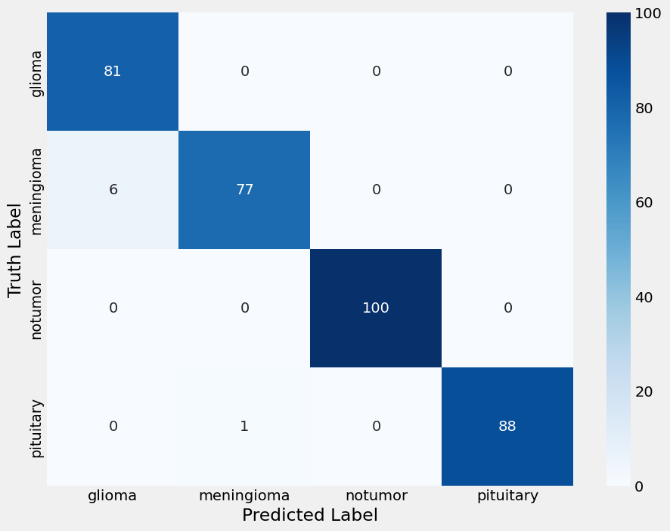 100
glioma
81 0 0 0
80
meningioma
6 77 0 0
60
Truth Label
notumor
0 0 100 0
40
pituitary
0 1 0 88
20
0
glioma meningioma notumor pituitary
Predicted Label